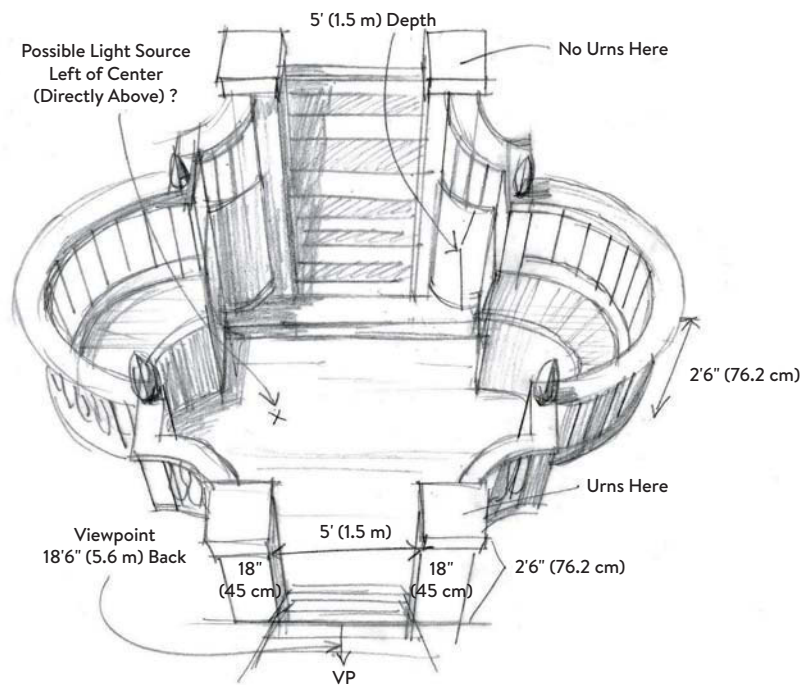 5' (1.5 m) Depth
Possible Light Source
Left of Center
(Directly Above) ?
No Urns Here
2'6" (76.2 cm)
Urns Here
Viewpoint
18'6" (5.6 m) Back
5' (1.5 m)
18"
(45 cm)
18"
(45 cm)
2'6" (76.2 cm)
VP